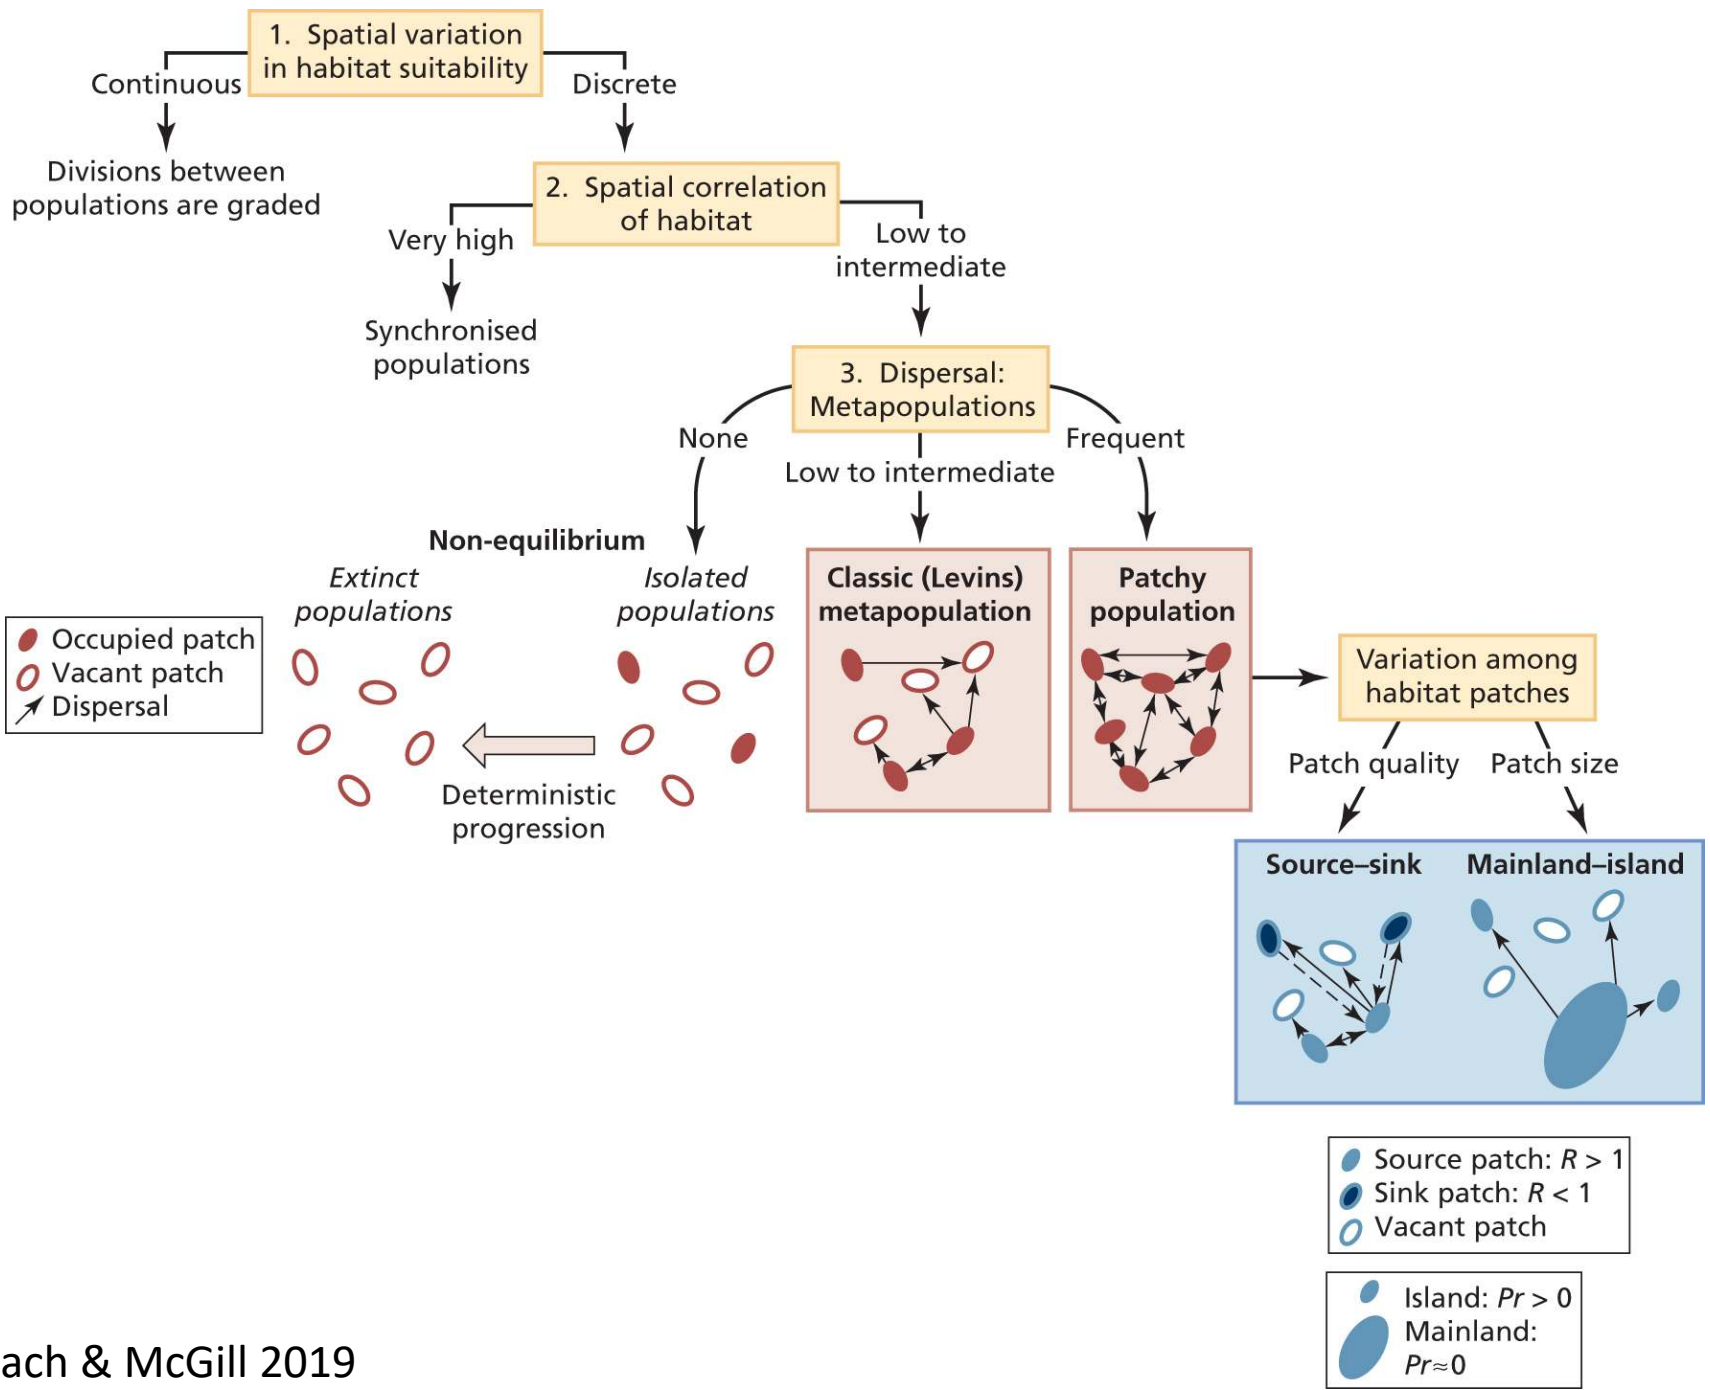 1. Spatial variation
in habitat suitability
Continuous
Discrete
Divisions between
populations are graded
2. Spatial correlation
of habitat
Very high
Low to
intermediate
Synchronised
populations
3. Dispersal:
Metapopulations
None
Low to intermediate
Frequent
Non-equilibrium
Extinct
populations
Isolated
populations
Deterministic
progression
Classic (Levins)
metapopulation
Patchy
population
Occupied patch
Vacant patch
Dispersal
Variation among
habitat patches
Patch quality
Patch size
Source–sink
Mainland–island
Source patch: R > 1
Sink patch: R < 1
Vacant patch
Island: Pr > 0
Mainland:
Pr≈0
ach & McGill 2019